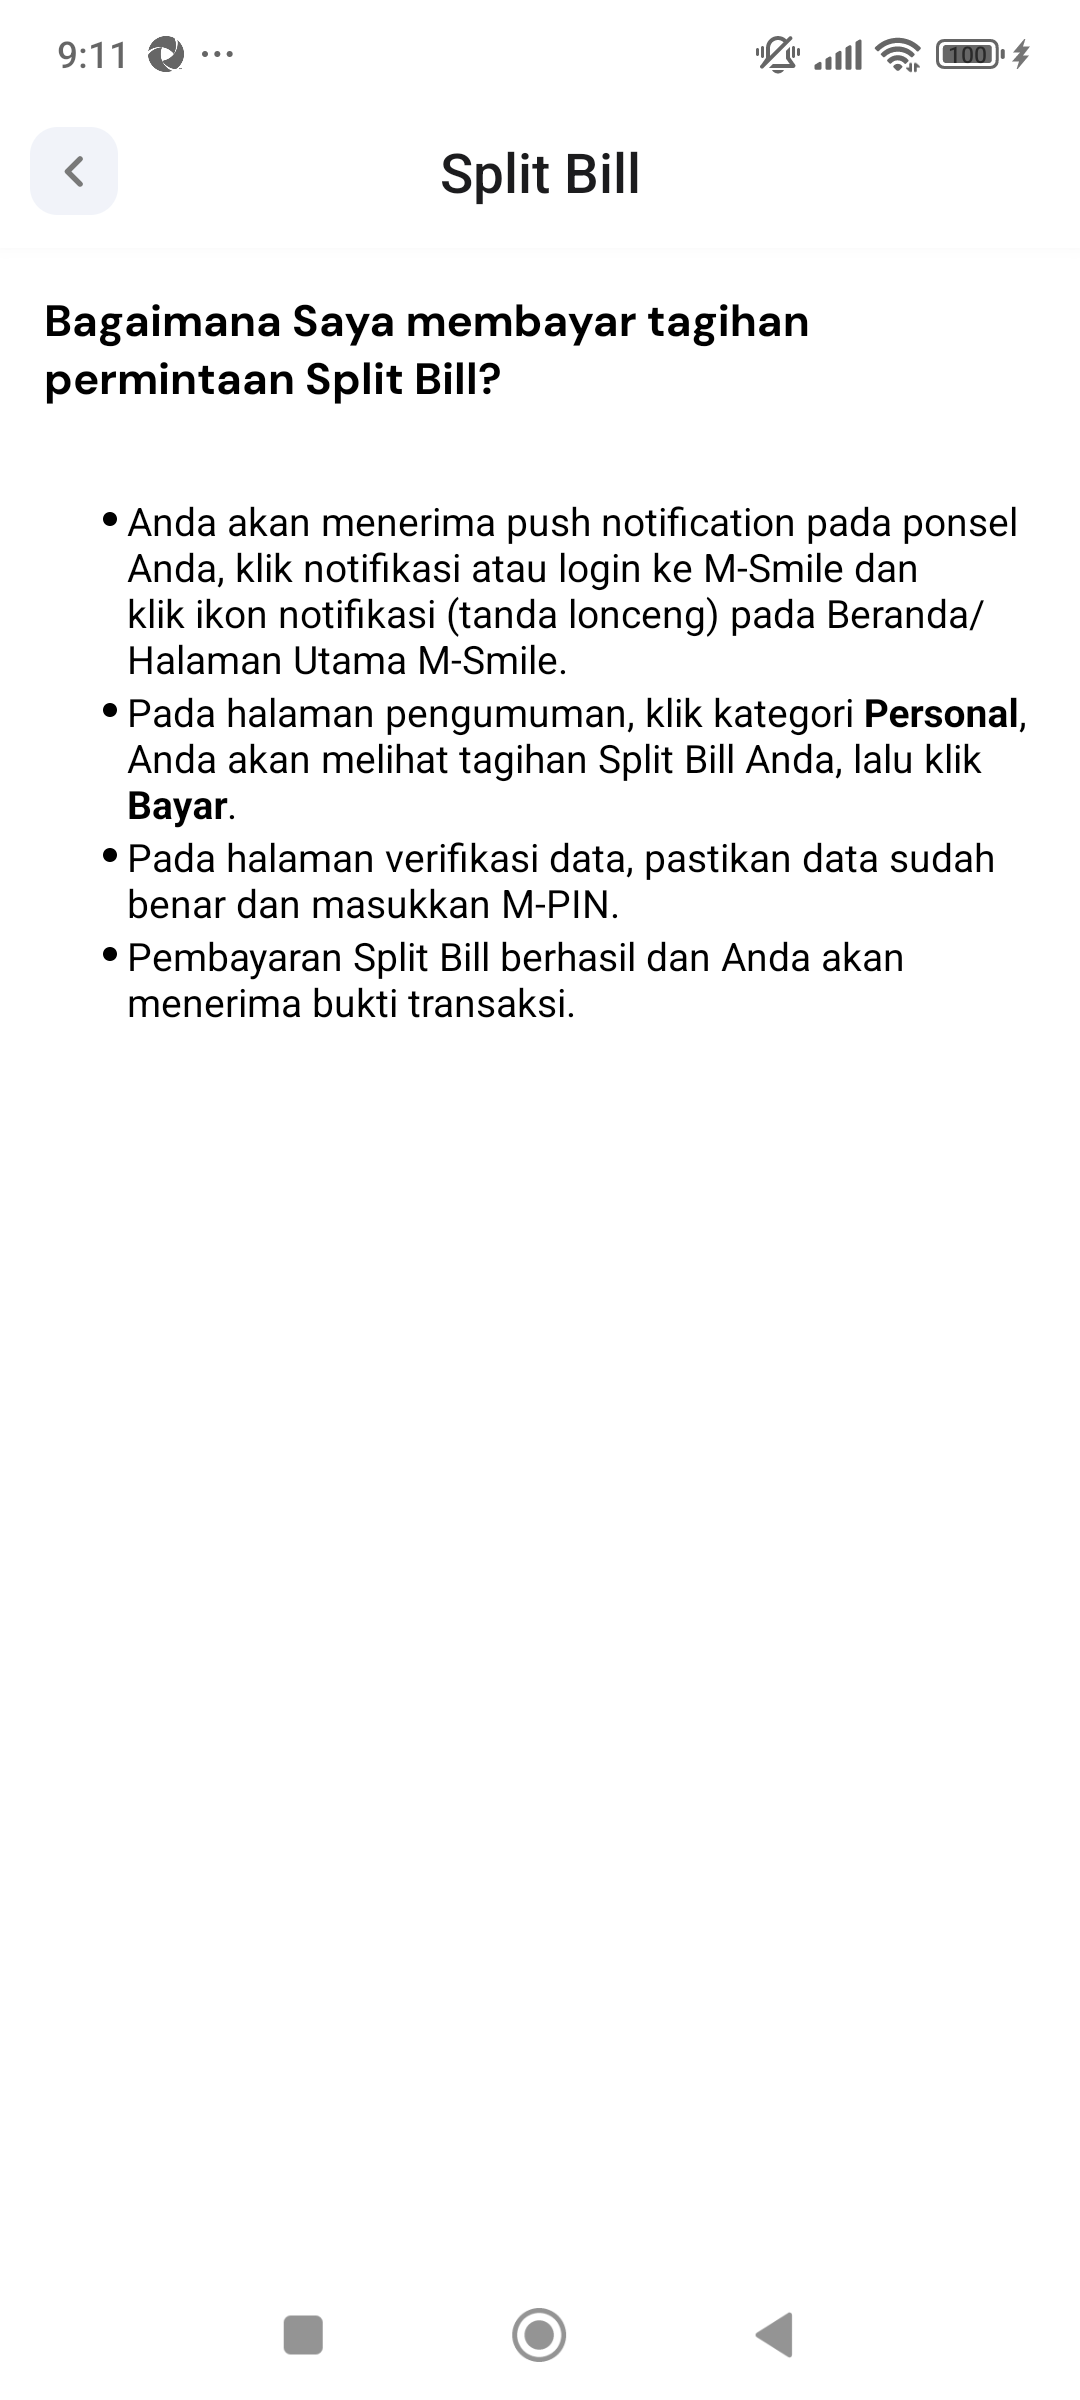 9:11
100
Split Bill
Bagaimana Saya membayar tagihan
permintaan Split Bill?
• Anda akan menerima push notification pada ponsel
Anda, klik notifikasi atau login ke M-Smile dan
klik ikon notifikasi (tanda lonceng) pada Beranda/
Halaman Utama M-Smile.
• Pada halaman pengumuman, klik kategori Personal,
Anda akan melihat tagihan Split Bill Anda, lalu klik
Bayar.
• Pada halaman verifikasi data, pastikan data sudah
benar dan masukkan M-PIN.
• Pembayaran Split Bill berhasil dan Anda akan
menerima bukti transaksi.